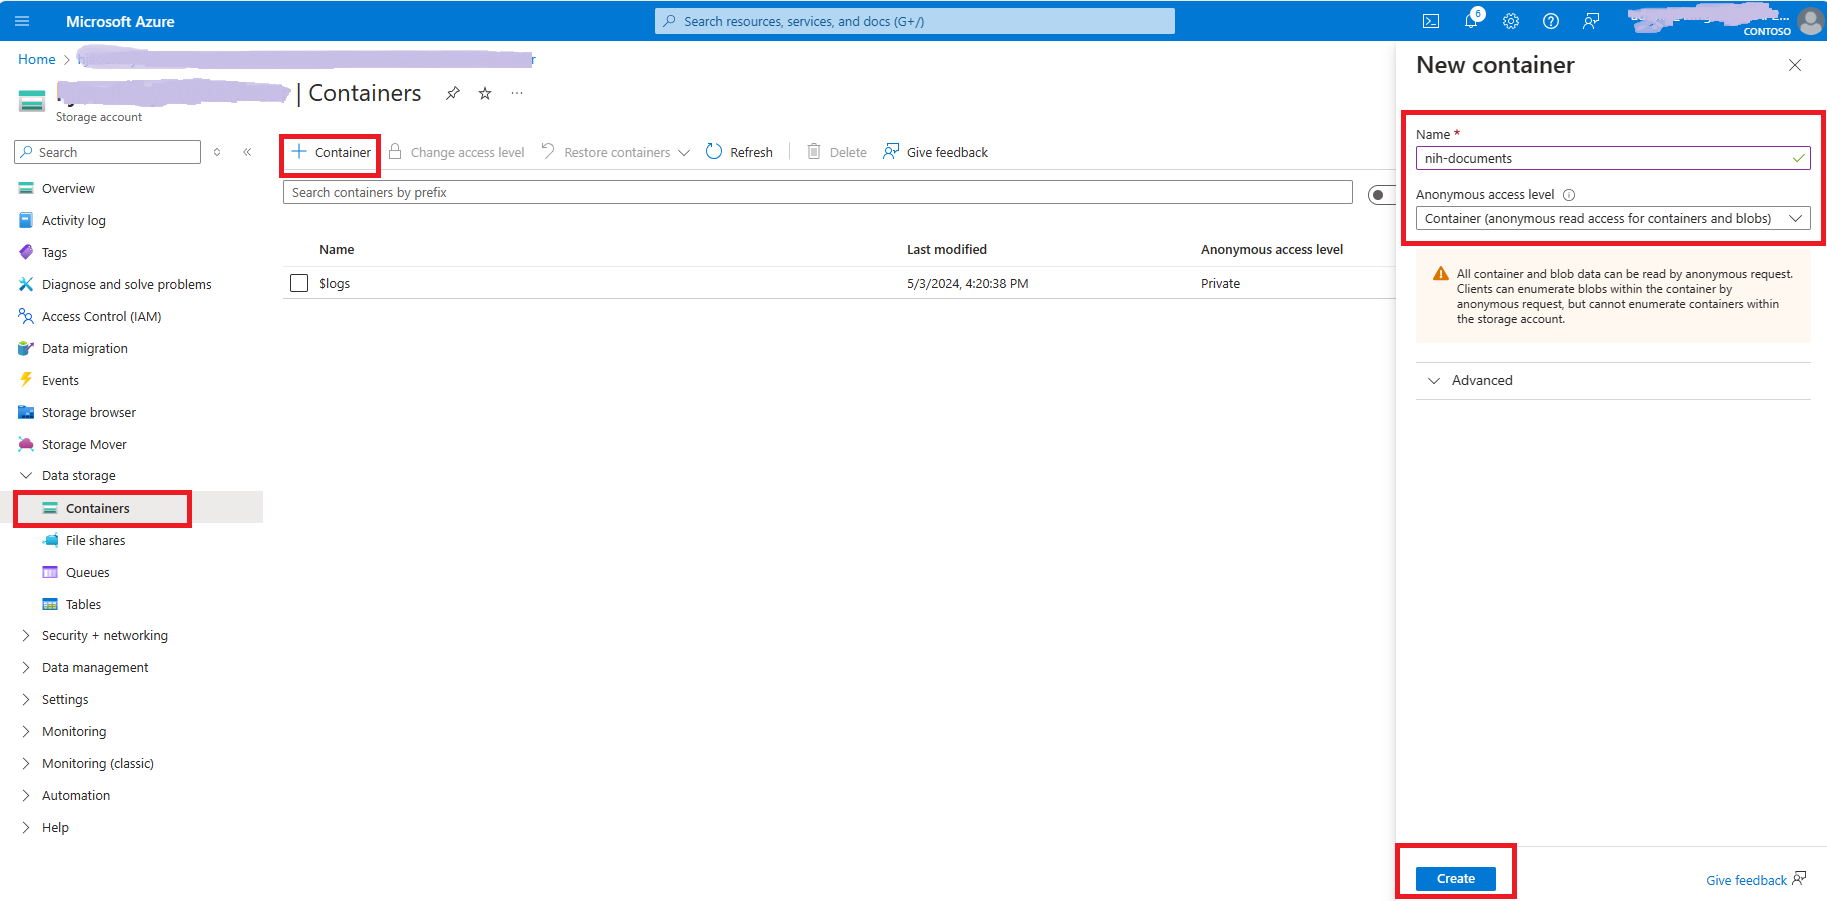 Microsoft Azure
Search resources, services, and docs (G+/)
6
CONTOSO
Home
| Containers
Storage account
Search
Overview
Activity log
Tags
Diagnose and solve problems
Access Control (IAM)
Data migration
Events
Storage browser
Storage Mover
Data storage
Containers
File shares
Queues
Tables
Security + networking
Data management
Settings
Monitoring
Monitoring (classic)
Automation
Help
Container
Change access level
Restore containers
Refresh
Delete
Give feedback
Search containers by prefix
Name Last modified Anonymous access level
$logs 5/3/2024, 4:20:38 PM Private
New container
Name *
nih-documents
Anonymous access level
Container (anonymous read access for containers and blobs)
All container and blob data can be read by anonymous request.
Clients can enumerate blobs within the container by
anonymous request, but cannot enumerate containers within
the storage account.
Advanced
Create
Give feedback